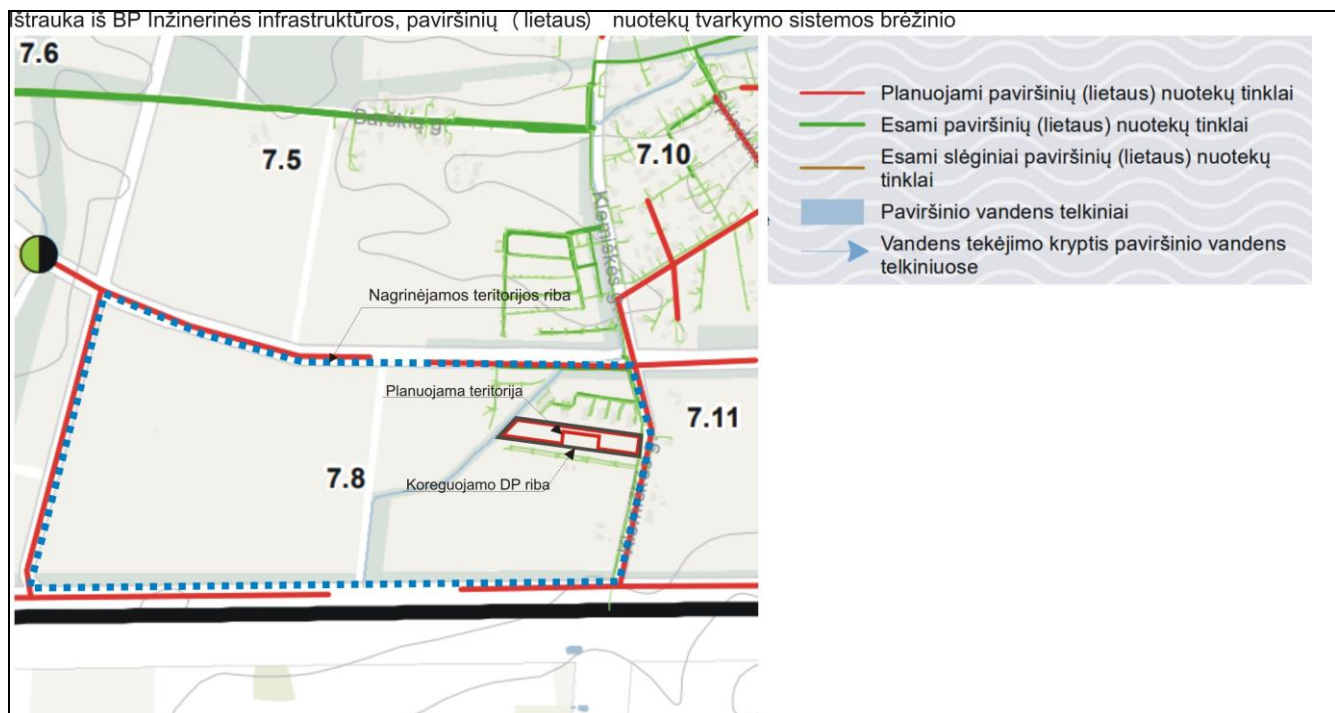 Ištrauka iš BP Inžinerinės infrastruktūros, paviršinių (lietaus) nuotekų tvarkymo sistemos brėžinio
7.6
Planuojami paviršinių (lietaus) nuotekų tinklai
Esami paviršinių (lietaus) nuotekų tinklai
Esami slėginiai paviršinių (lietaus) nuotekų
tinklai
Paviršinio vandens telkiniai
Vandens tekėjimo kryptis paviršinio vandens
telkiniuose
7.5
7.10
Klemiškės g.
Nagrinėjamos teritorijos riba
Planuojama teritorija
7.11
7.8
Koreguojamo DP riba